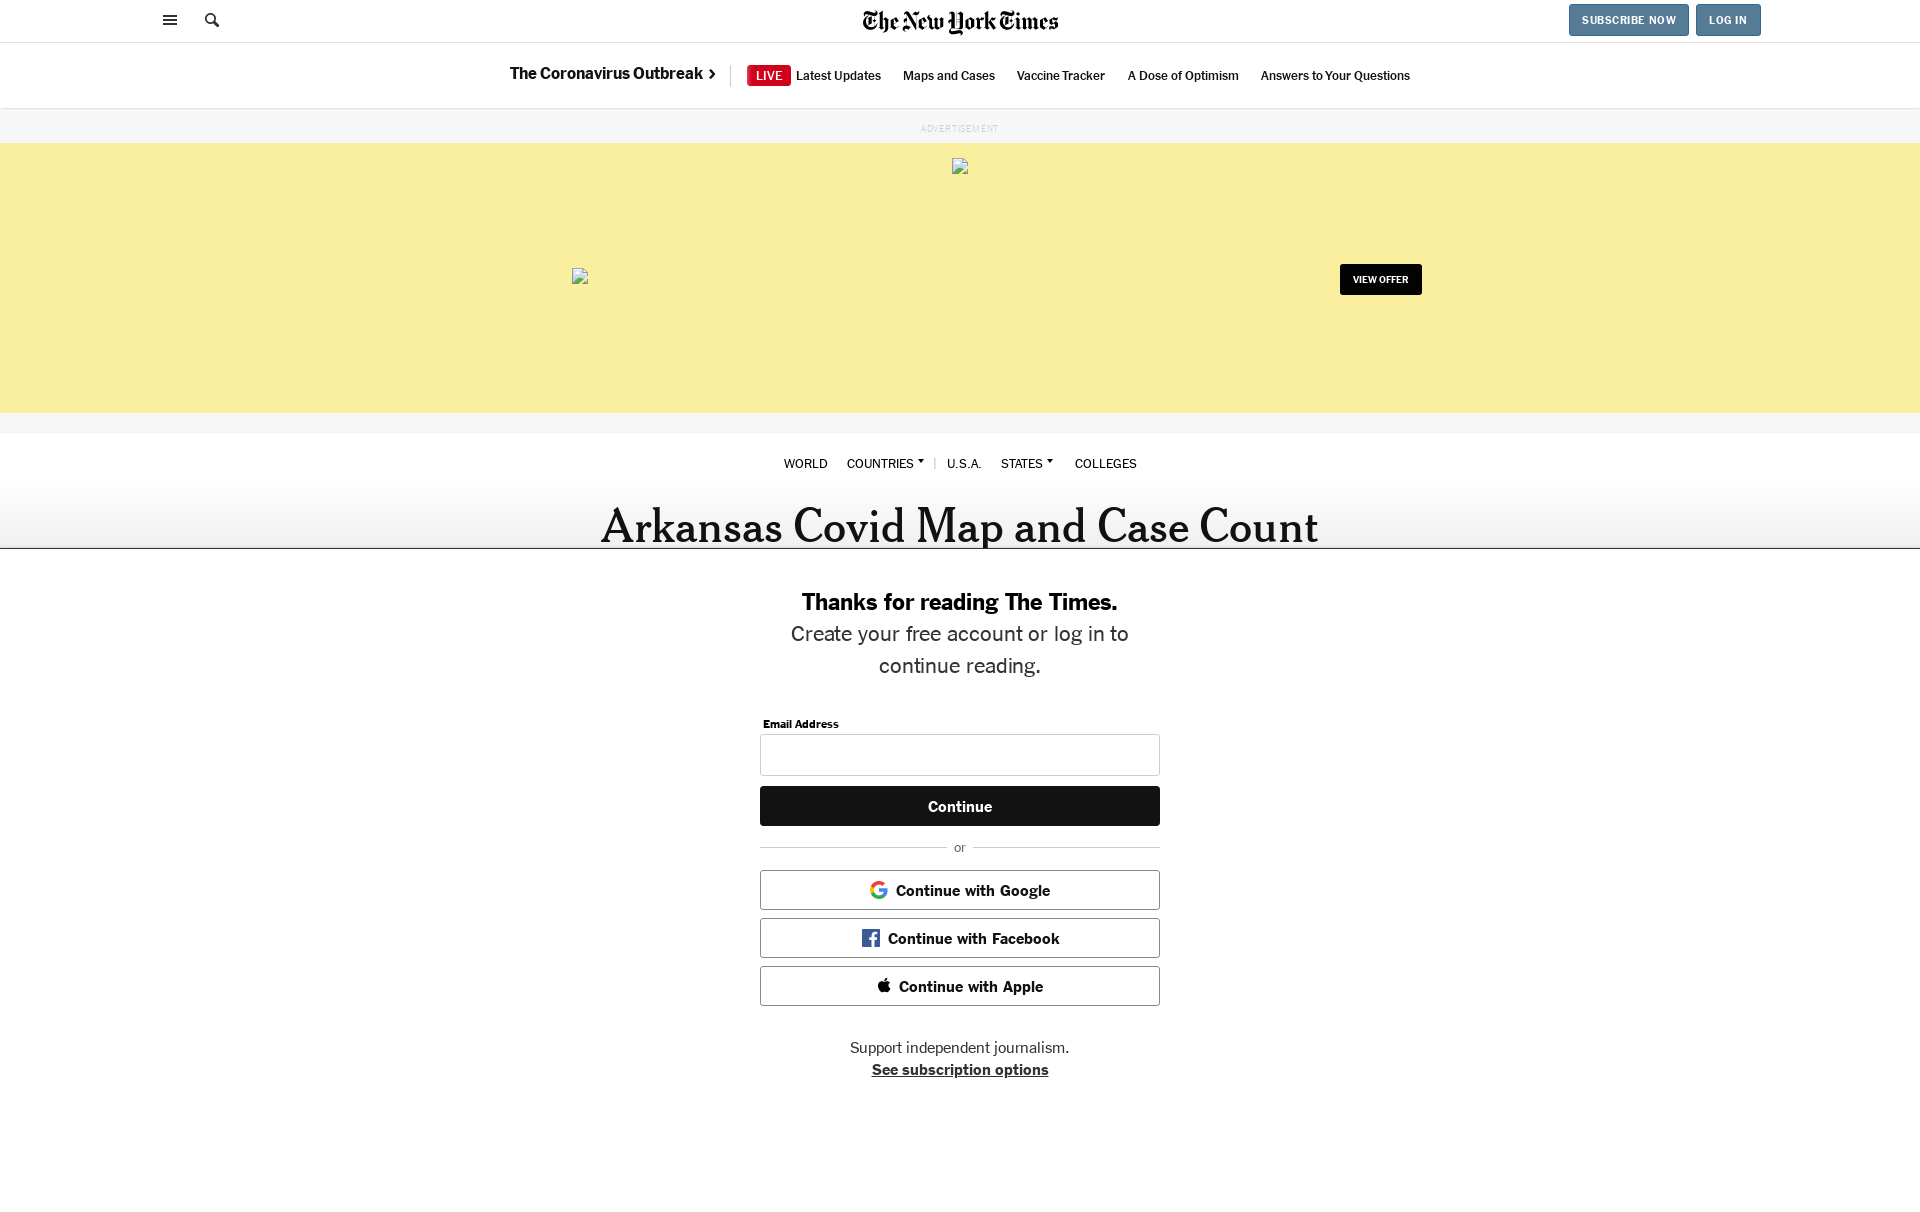 The New York Times
SUBSCRIBE NOW
LOG IN
The Coronavirus Outbreak
LIVE Latest Updates Maps and Cases Vaccine Tracker A Dose of Optimism Answers to Your Questions
ADVERTISEMENT
VIEW OFFER
WORLD COUNTRIES U.S.A. STATES COLLEGES
Arkansas Covid Map and Case Count
Thanks for reading The Times.
Create your free account or log in to
continue reading.
Email Address
Continue
or
Continue with Google
Continue with Facebook
Continue with Apple
Support independent journalism.
See subscription options